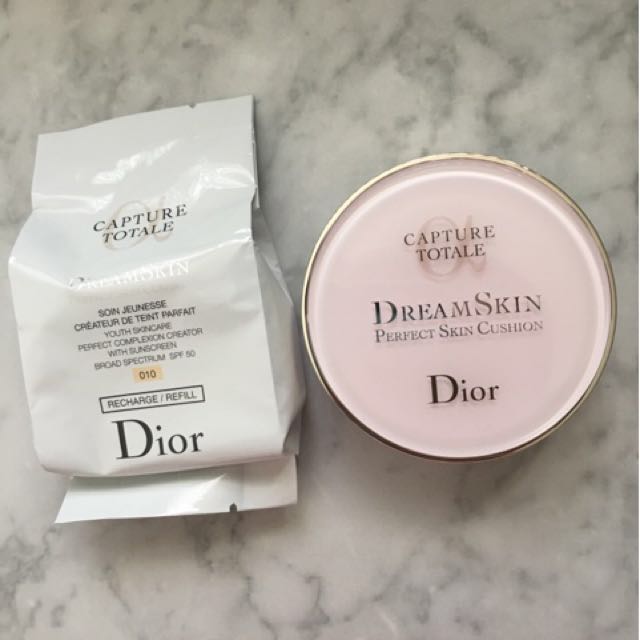 CAPTURE
TOTALE
DREAMSKIN
SOIN JEUNESSE
CRÉATEUR DE TEINT PARFAIT
YOUTH SKINCARE
PERFECT COMPLEXION CREATOR
WITH SUNSCREEN
BROAD SPECTRUM SPF 50
010
RECHARGE / REFILL
Dior
CAPTURE
TOTALE
DREAMSKIN
PERFECT SKIN CUSHION
Dior